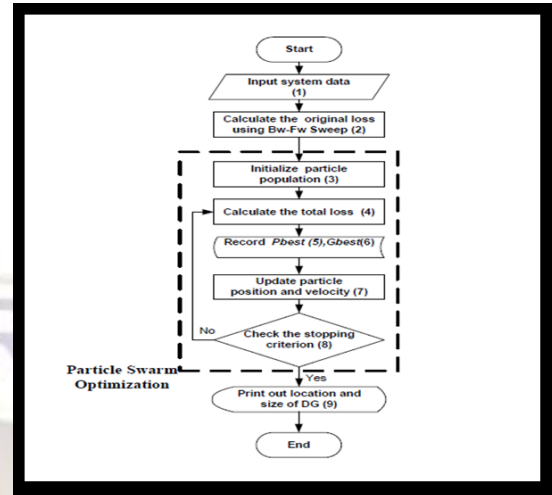 Start
Input system data
(1)
Calculate the original loss
using Bw-Fw Sweep (2)
Initialize particle
population (3)
Calculate the total loss (4)
Record Pbest (5),Gbest(6)
Update particle
position and velocity (7)
No
Check the stopping
criterion (8)
Particle Swarm
Optimization
Yes
Print out location and
size of DG (9)
End